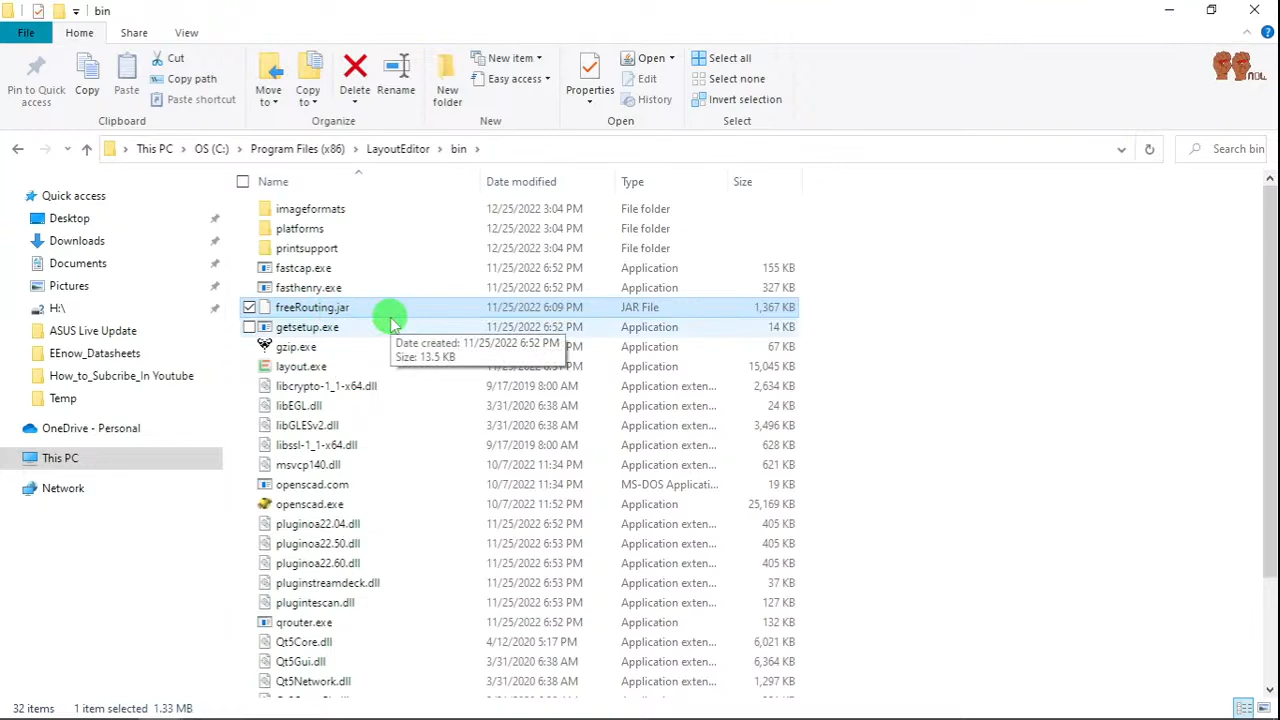 bin
File Home Share View
Pin to Quick access
Copy
Paste
Cut
Copy path
Paste shortcut
Clipboard
Move to
Copy to
Delete
Rename
Organize
New folder
New item
Easy access
New
Properties
Open
Edit
History
Open
Select all
Select none
Invert selection
Select
This PC OS (C:) Program Files (x86) LayoutEditor bin
Search bin
Quick access
Desktop
Downloads
Documents
Pictures
H:\
ASUS Live Update
EEnow_Datasheets
How_to_Subcribe_In Youtube
Temp
OneDrive - Personal
This PC
Network
Name Date modified Type Size
imageformats 12/25/2022 3:04 PM File folder
platforms 12/25/2022 3:04 PM File folder
printsupport 12/25/2022 3:04 PM File folder
fastcap.exe 11/25/2022 6:52 PM Application 155 KB
fasthenry.exe 11/25/2022 6:52 PM Application 327 KB
freeRouting.jar 11/25/2022 6:09 PM JAR File 1,367 KB
getsetup.exe 11/25/2022 6:52 PM Application 14 KB
Date created: 11/25/2022 6:52 PM
Size: 13.5 KB
gzip.exe PM Application 67 KB
layout.exe PM Application 15,045 KB
libcrypto-1_1-x64.dll 9/17/2019 8:00 AM Application exten... 2,634 KB
libEGL.dll 3/31/2020 6:38 AM Application exten... 24 KB
libGLESv2.dll 3/31/2020 6:38 AM Application exten... 3,496 KB
libssl-1_1-x64.dll 9/17/2019 8:00 AM Application exten... 628 KB
msvcp140.dll 10/7/2022 11:34 PM Application exten... 621 KB
openscad.com 10/7/2022 11:34 PM MS-DOS Applicati... 19 KB
openscad.exe 10/7/2022 11:52 PM Application 25,169 KB
pluginoa22.04.dll 11/25/2022 6:52 PM Application exten... 405 KB
pluginoa22.50.dll 11/25/2022 6:52 PM Application exten... 405 KB
pluginoa22.60.dll 11/25/2022 6:52 PM Application exten... 405 KB
pluginstreamdeck.dll 11/25/2022 6:53 PM Application exten... 37 KB
plugintescan.dll 11/25/2022 6:53 PM Application exten... 127 KB
qrouter.exe 11/25/2022 6:52 PM Application 132 KB
Qt5Core.dll 4/12/2020 5:17 PM Application exten... 6,021 KB
Qt5Gui.dll 3/31/2020 6:38 AM Application exten... 6,364 KB
Qt5Network.dll 3/31/2020 6:38 AM Application exten... 1,297 KB
32 items 1 item selected 1.33 MB